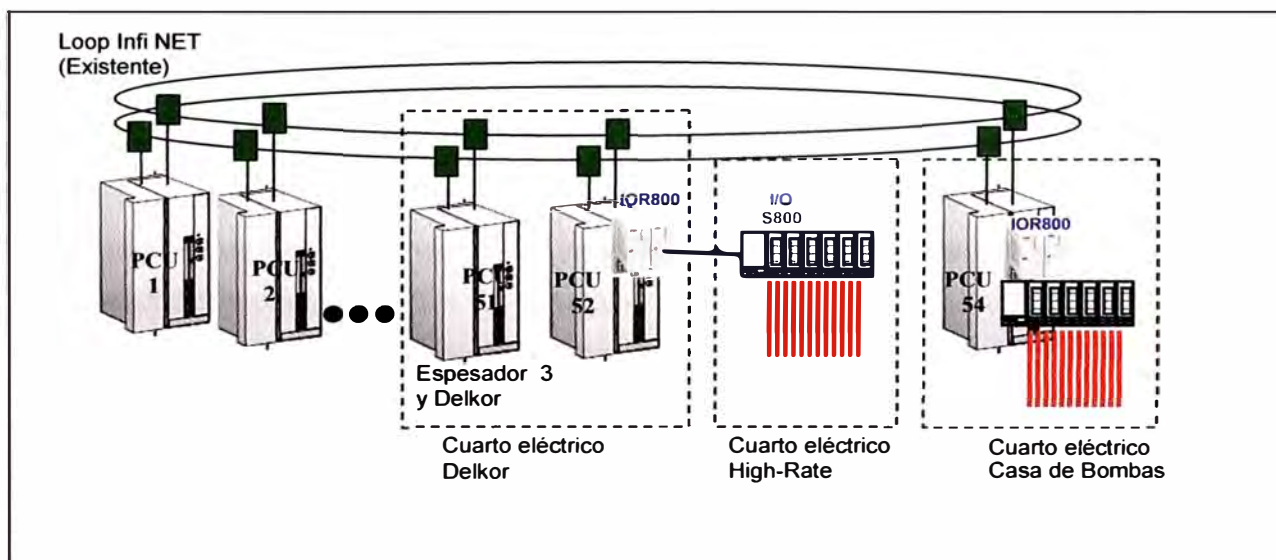 Loop Infi NET
(Existente)
PCU
1
PCU
2
PCU
51
IOR800
PCU
52
I/O
S800
IOR800
PCU
54
Espesador 3
y Delkor
Cuarto eléctrico
Delkor
Cuarto eléctrico
High-Rate
Cuarto eléctrico
Casa de Bombas